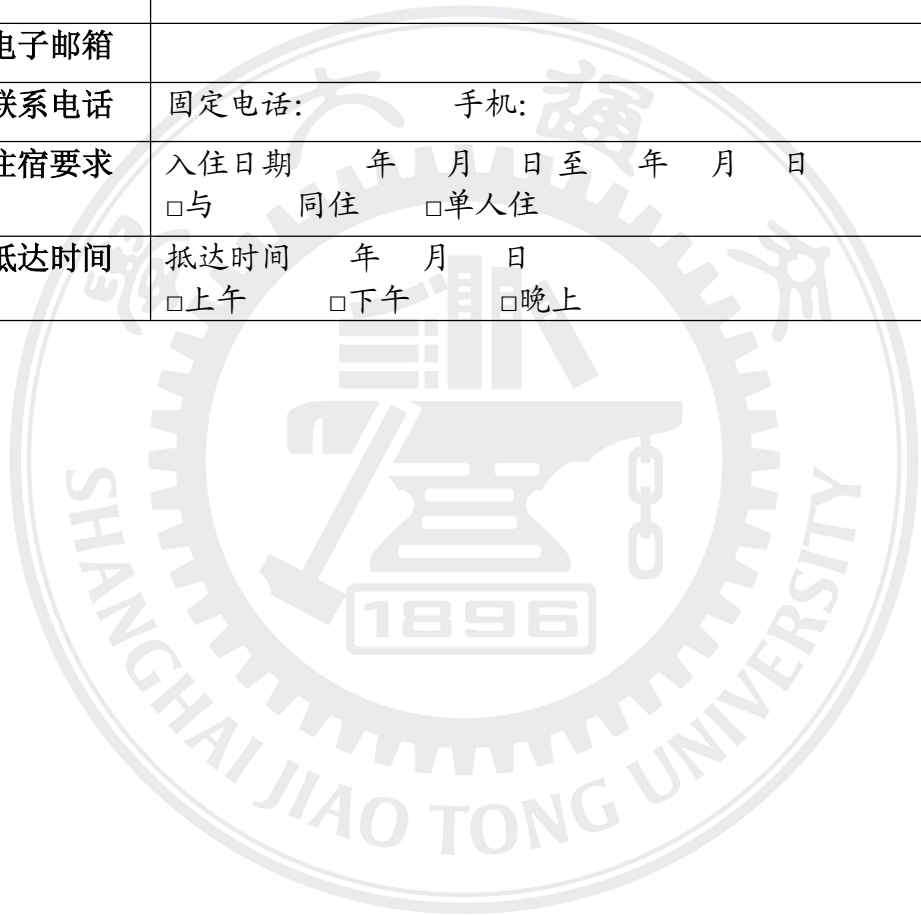 电子邮箱
联系电话 固定电话: 手机:
住宿要求 入住日期 年 月 日 至 年 月 日
□与 同住 □单人住
抵达时间 抵达时间 年 月 日
□上午 □下午 □晚上
1896
SHANGHAI JIAO TONG UNIVERSITY